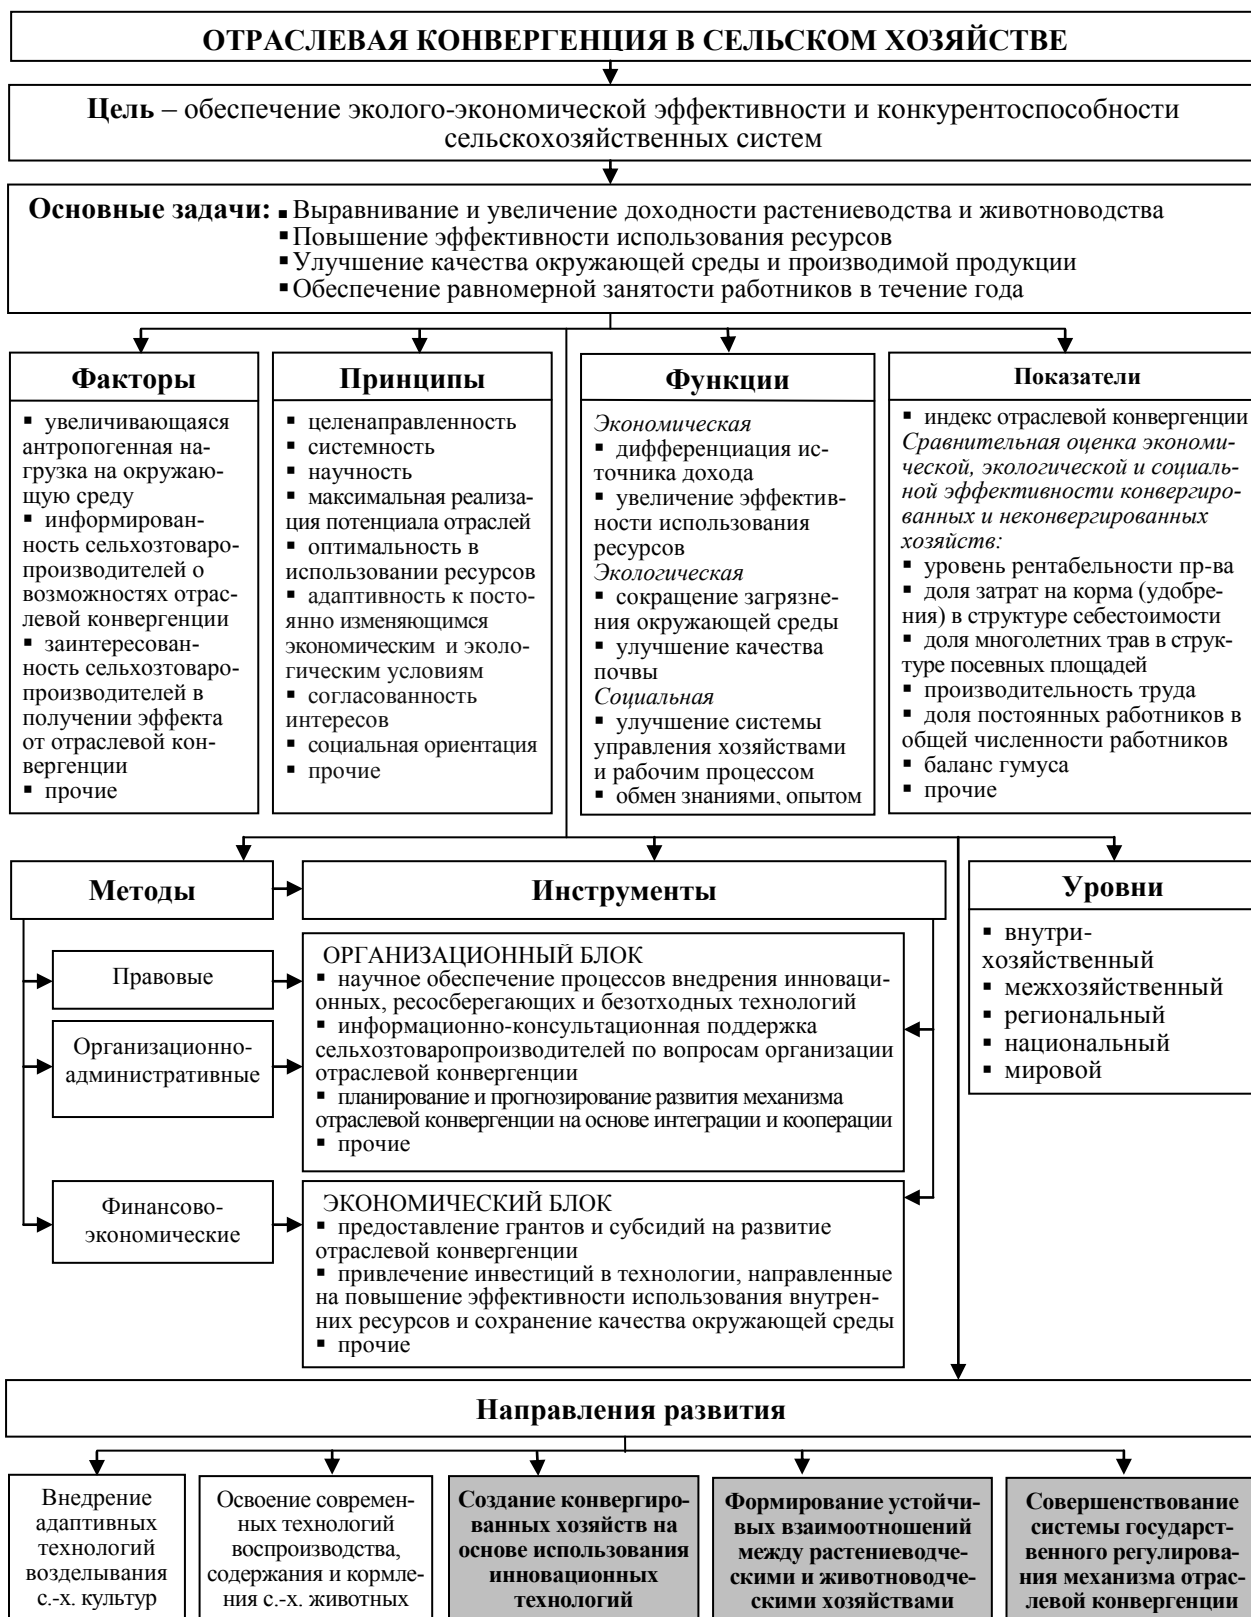 ОТРАСЛЕВАЯ КОНВЕРГЕНЦИЯ В СЕЛЬСКОМ ХОЗЯЙСТВЕ
Цель – обеспечение эколого-экономической эффективности и конкурентоспособности
сельскохозяйственных систем
Основные задачи: ▪ Выравнивание и увеличение доходности растениеводства и животноводства
▪ Повышение эффективности использования ресурсов
▪ Улучшение качества окружающей среды и производимой продукции
▪ Обеспечение равномерной занятости работников в течение года
Факторы
▪ увеличивающаяся
антропогенная на-
грузка на окружаю-
щую среду
▪ информирован-
ность сельхозтоваро-
производителей о
возможностях отрас-
левой конвергенции
▪ заинтересован-
ность сельхозтоваро-
производителей в
получении эффекта
от отраслевой кон-
вергенции
▪ прочие
Принципы
▪ целенаправленность
▪ системность
▪ научность
▪ максимальная реализа-
ция потенциала отраслей
▪ оптимальность в
использовании ресурсов
▪ адаптивность к посто-
янно изменяющимся
экономическим и эколо-
гическим условиям
▪ согласованность
интересов
▪ социальная ориентация
▪ прочие
Функции
Экономическая
▪ дифференциация ис-
точника дохода
▪ увеличение эффектив-
ности использования
ресурсов
Экологическая
▪ сокращение загрязне-
ния окружающей среды
▪ улучшение качества
почвы
Социальная
▪ улучшение системы
управления хозяйствами
и рабочим процессом
▪ обмен знаниями, опытом
Показатели
▪ индекс отраслевой конвергенции
Сравнительная оценка экономи-
ческой, экологической и социаль-
ной эффективности конвергиро-
ванных и неконвергированных
хозяйств:
▪ уровень рентабельности пр-ва
▪ доля затрат на корма (удобре-
ния) в структуре себестоимости
▪ доля многолетних трав в струк-
туре посевных площадей
▪ производительность труда
▪ доля постоянных работников в
общей численности работников
▪ баланс гумуса
▪ прочие
Методы
Правовые
Организационно-
административные
Финансово-
экономические
Инструменты
ОРГАНИЗАЦИОННЫЙ БЛОК
▪ научное обеспечение процессов внедрения инноваци-
онных, ресосберегающих и безотходных технологий
▪ информационно-консультационная поддержка
сельхозтоваропроизводителей по вопросам организации
отраслевой конвергенции
▪ планирование и прогнозирование развития механизма
отраслевой конвергенции на основе интеграции и кооперации
▪ прочие
ЭКОНОМИЧЕСКИЙ БЛОК
▪ предоставление грантов и субсидий на развитие
отраслевой конвергенции
▪ привлечение инвестиций в технологии, направленные
на повышение эффективности использования внутрен-
них ресурсов и сохранение качества окружающей среды
▪ прочие
Уровни
▪ внутри-
хозяйственный
▪ межхозяйственный
▪ региональный
▪ национальный
▪ мировой
Направления развития
Внедрение
адаптивных
технологий
возделывания
с.-х. культур
Освоение современ-
ных технологий
воспроизводства,
содержания и кормле-
ния с.-х. животных
Создание конвергиро-
ванных хозяйств на
основе использования
инновационных
технологий
Формирование устойчи-
вых взаимоотношений
между растениеводче-
скими и животноводче-
скими хозяйствами
Совершенствование
системы государст-
венного регулирова-
ния механизма отрас-
левой конвергенции